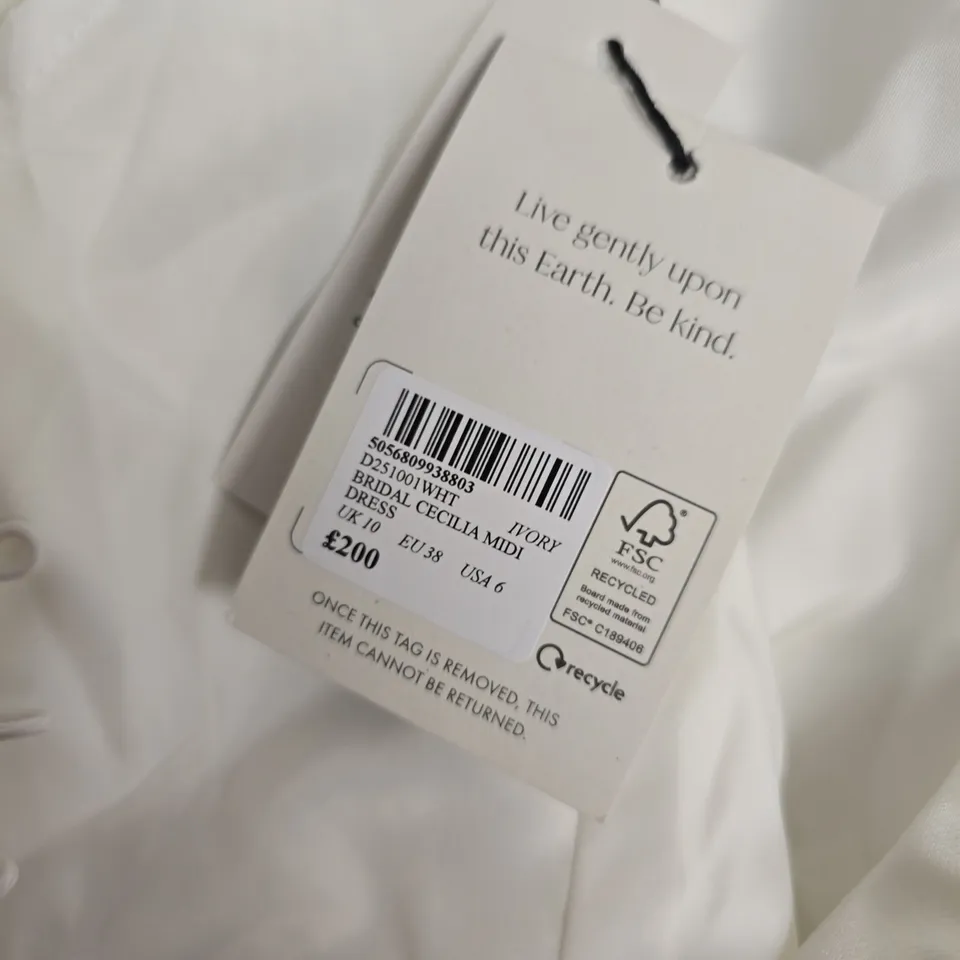 Live gently upon
this Earth. Be kind.
5056809938803
D251001WHT IVORY
BRIDAL CECILIA MIDI
DRESS
UK 10 EU 38 USA 6
£200
FSC
www.fsc.org
RECYCLED
Board made from
recycled material
FSC® C189406
recycle
ONCE THIS TAG IS REMOVED, THIS
ITEM CANNOT BE RETURNED.